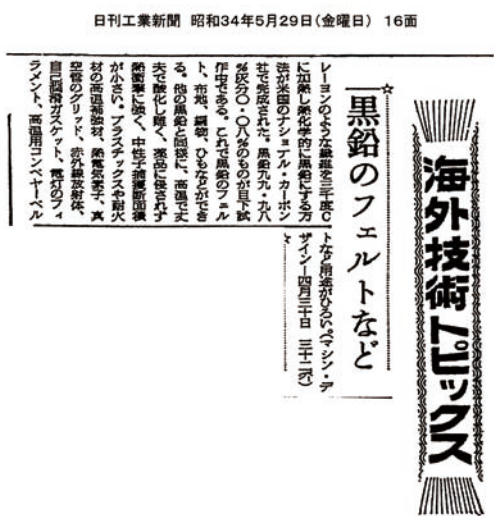 日刊工業新聞 昭和34年5月29日(金曜日) 16面
海外技術トピックス
黒鉛のフェルトなど
レーヨンのような繊維を三千度C
に加熱し熱化学的に黒鉛にする方
法が米国のナショナル・カーボン
社で完成された。黒鉛九九・九八
%灰分〇・〇八%のものが目下試
作中である。これで黒鉛のフェル
ト、布地、編物、ひもなどができ
る。他の黒鉛と同様に、高温で丈
夫で酸化し難く、薬品に侵されず
熱衝撃に強く、中性子捕獲断面積
が小さい。プラスチックスや耐火
材の高温補強材、熱電気素子、真
空管のグリッド、赤外線放射体、
自己潤滑ガスケット、電灯のフィ
ラメント、高温用コンベヤーベル
トなど用途がひろい。(マシン・デ
ザイン―四月三十日 三十二六)